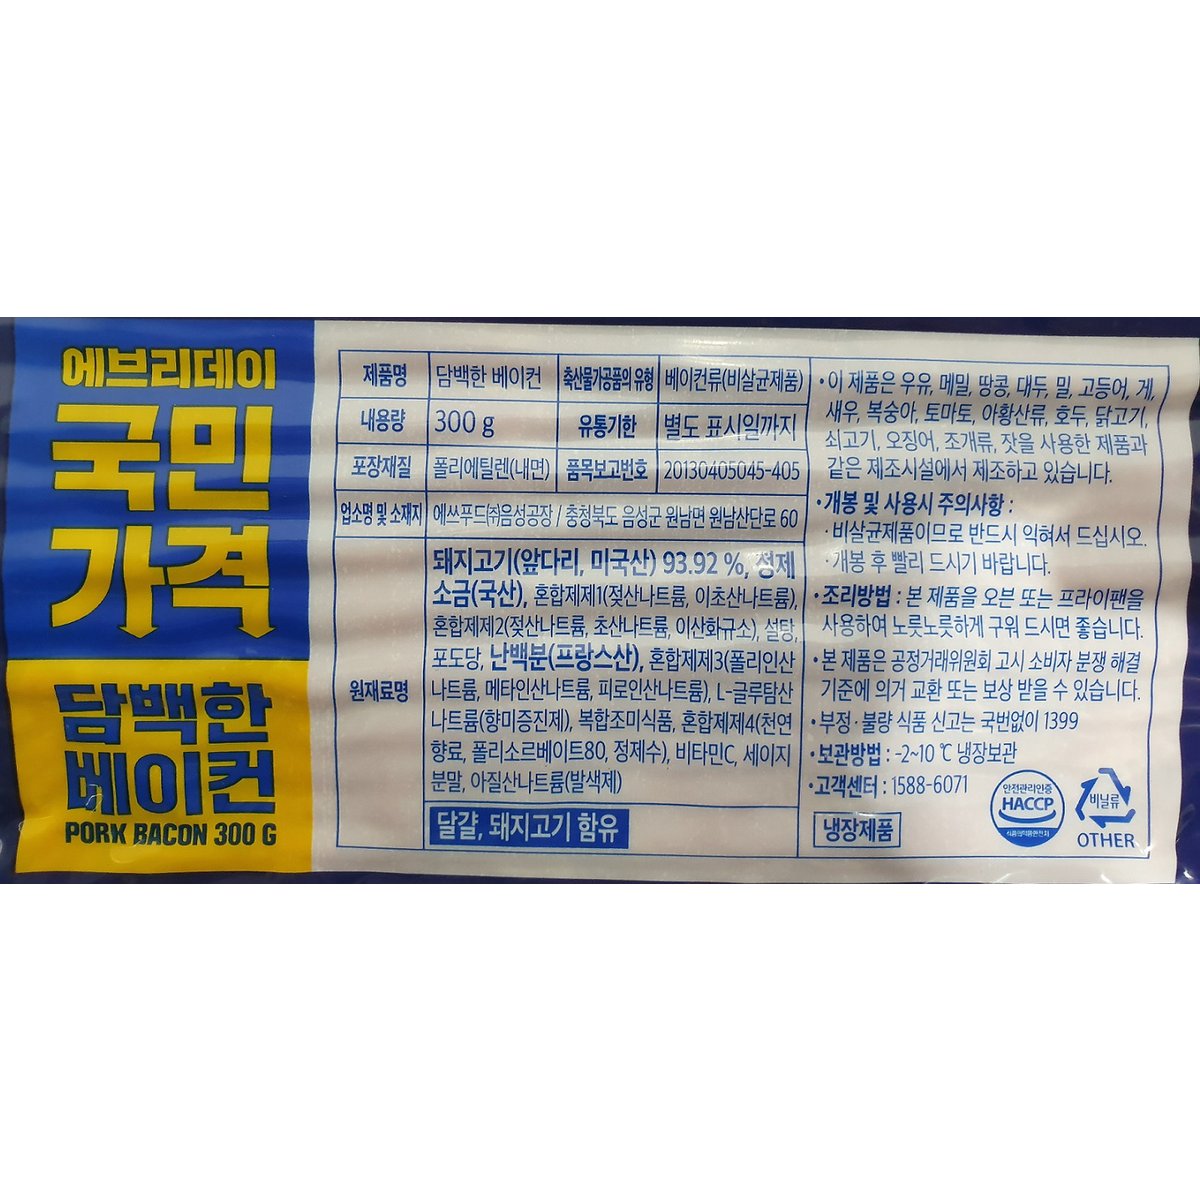 에브리데이
국민
가격
담백한
베이컨
PORK BACON 300 G
제품명 담백한 베이컨 축산물가공품의 유형 베이컨류(비살균제품)
내용량 300 g 유통기한 별도 표시일까지
포장재질 폴리에틸렌(내면) 품목보고번호 20130405045-405
업소명 및 소재지 에쓰푸드㈜음성공장 / 충청북도 음성군 원남면 원남산단로 60
원재료명
돼지고기(앞다리, 미국산) 93.92 %, 정제
소금(국산), 혼합제제1(젖산나트륨, 이초산나트륨),
혼합제제2(젖산나트륨, 초산나트륨, 이산화규소), 설탕,
포도당, 난백분(프랑스산), 혼합제제3(폴리인산
나트륨, 메타인산나트륨, 피로인산나트륨), L-글루탐산
나트륨(향미증진제), 복합조미식품, 혼합제제4(천연
향료, 폴리소르베이트80, 정제수), 비타민C, 세이지
분말, 아질산나트륨(발색제)
달걀, 돼지고기 함유
•이 제품은 우유, 메밀, 땅콩, 대두, 밀, 고등어, 게,
새우, 복숭아, 토마토, 아황산류, 호두, 닭고기,
쇠고기, 오징어, 조개류, 잣을 사용한 제품과
같은 제조시설에서 제조하고 있습니다.
•개봉 및 사용시 주의사항 :
·비살균제품이므로 반드시 익혀서 드십시오.
·개봉 후 빨리 드시기 바랍니다.
•조리방법 : 본 제품을 오븐 또는 프라이팬을
사용하여 노릇노릇하게 구워 드시면 좋습니다.
•본 제품은 공정거래위원회 고시 소비자 분쟁 해결
기준에 의거 교환 또는 보상 받을 수 있습니다.
•부정·불량 식품 신고는 국번없이 1399
•보관방법 : -2~10 ℃ 냉장보관
•고객센터 : 1588-6071
냉장제품
안전관리인증
HACCP
식품의약품안전처
비닐류
OTHER